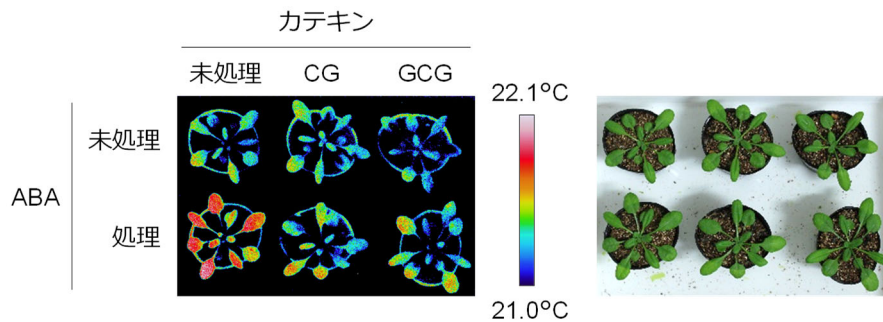 カテキン
未処理 CG GCG
22.1°C
未処理
ABA
処理
21.0°C